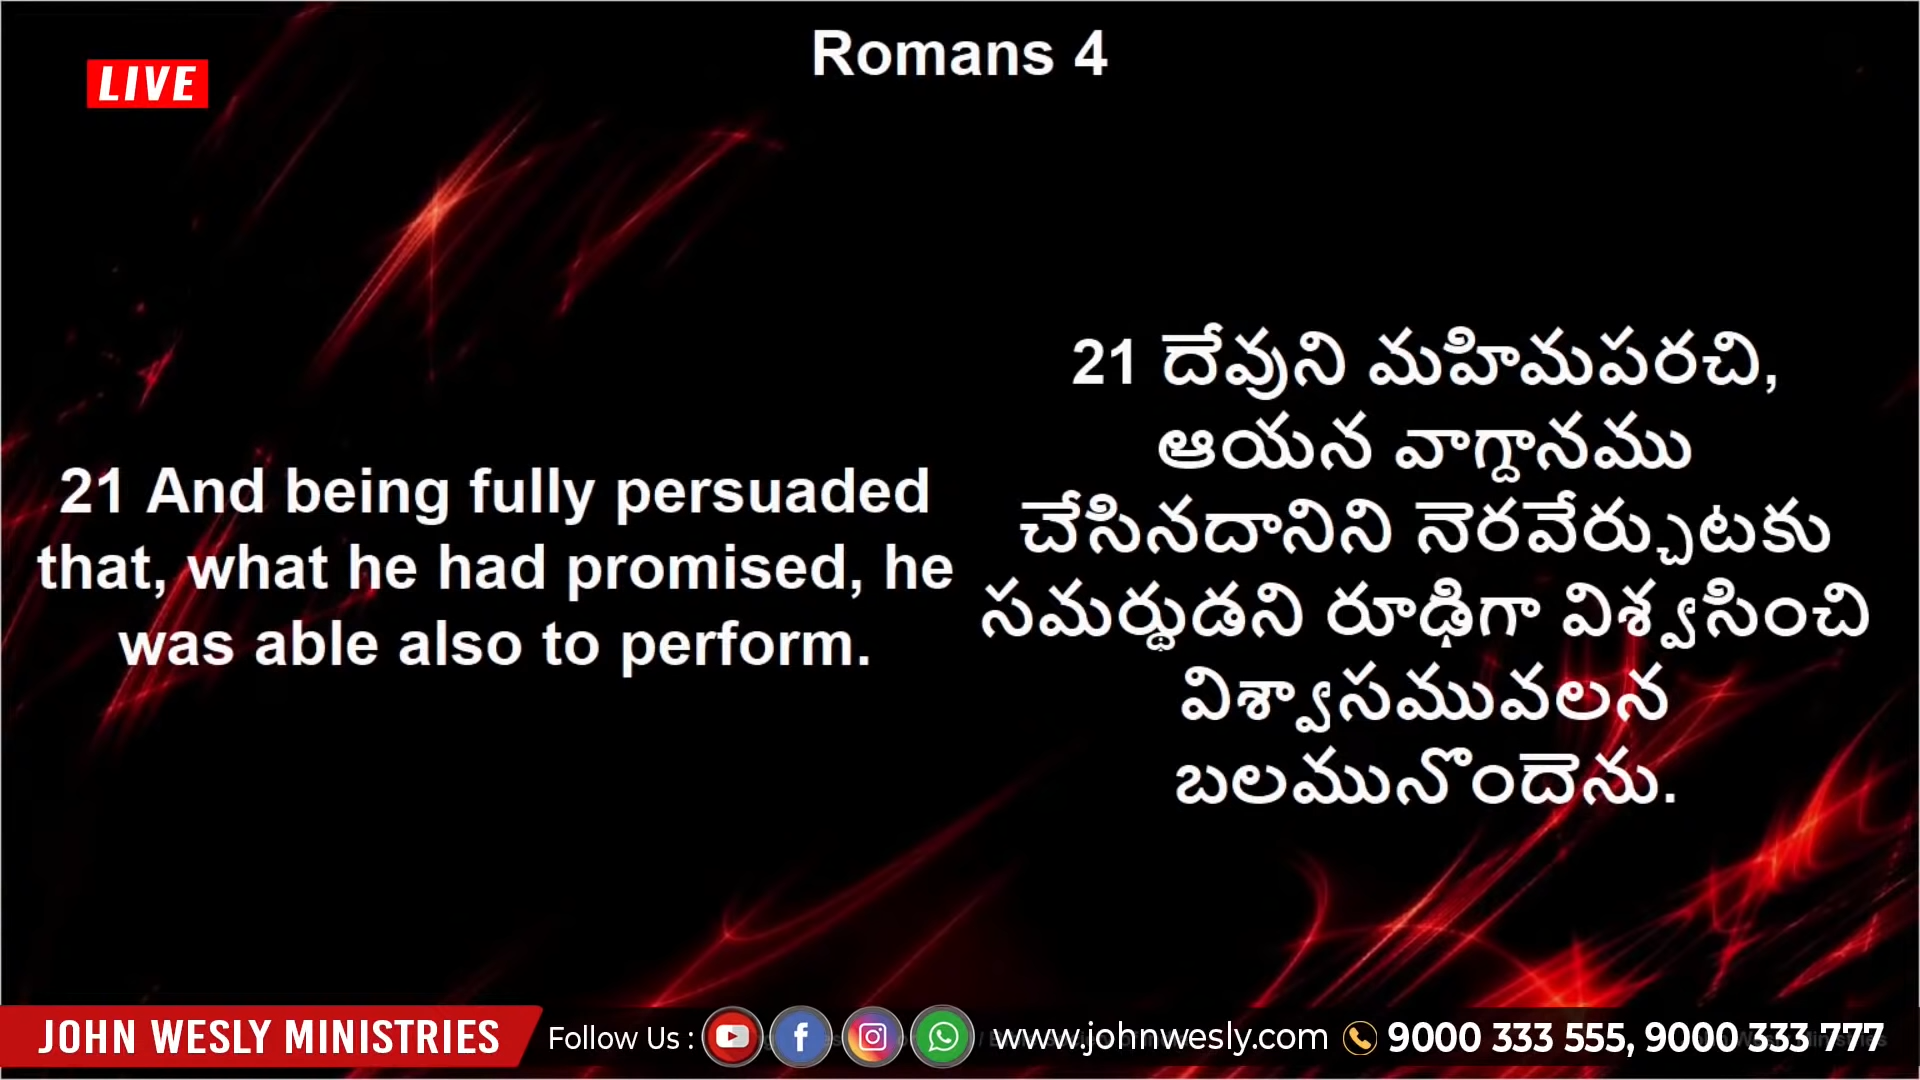 Romans 4
LIVE
21 And being fully persuaded
that, what he had promised, he
was able also to perform.
21 దేవుని మహిమపరచి,
ఆయన వాగ్దానము
చేసినదానిని నెరవేర్చుటకు
సమర్థుడని రూఢిగా విశ్వసించి
విశ్వాసమువలన
బలమునొందెను.
JOHN WESLY MINISTRIES
Follow Us :
www.johnwesly.com
9000 333 555, 9000 333 777